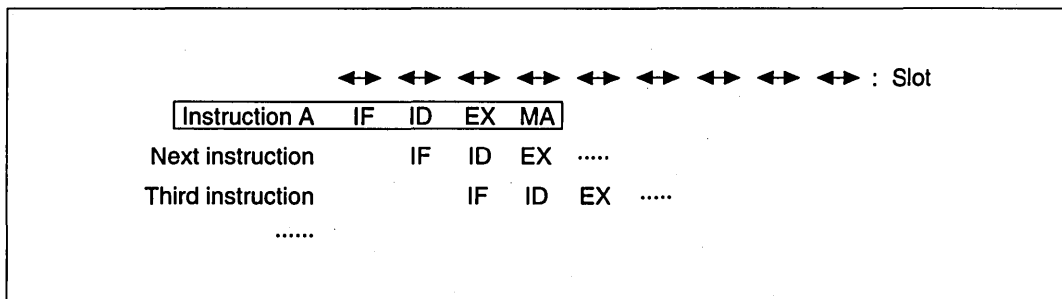 : Slot
Instruction A IF ID EX MA
Next instruction IF ID EX .....
Third instruction IF ID EX .....
......